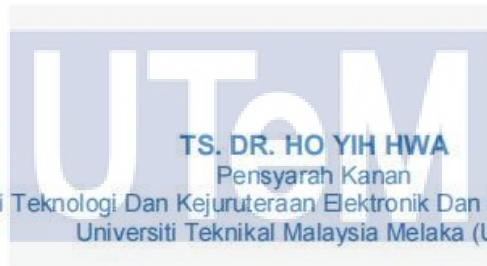 UTeM
TS. DR. HO YIH HWA
Pensyarah Kanan
i Teknologi Dan Kejuruteraan Elektronik Dan
Universiti Teknikal Malaysia Melaka (U